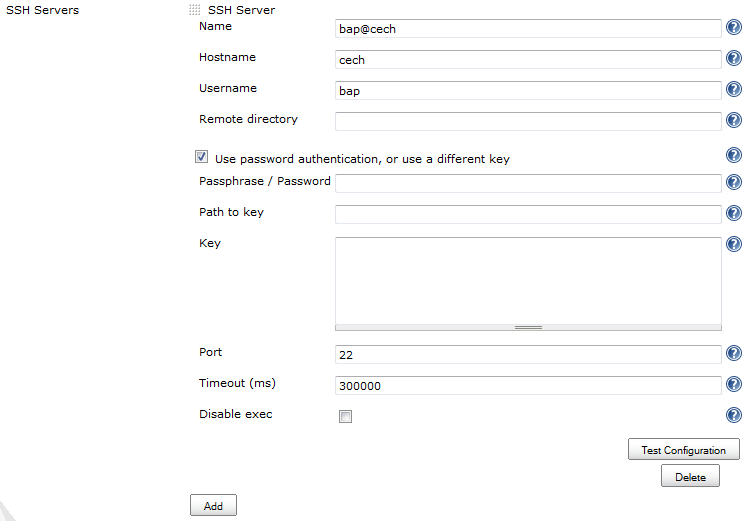 SSH Servers
SSH Server
Name
bap@cech
Hostname
cech
Username
bap
Remote directory
Use password authentication, or use a different key
Passphrase / Password
Path to key
Key
Port
22
Timeout (ms)
300000
Disable exec
Test Configuration
Delete
Add